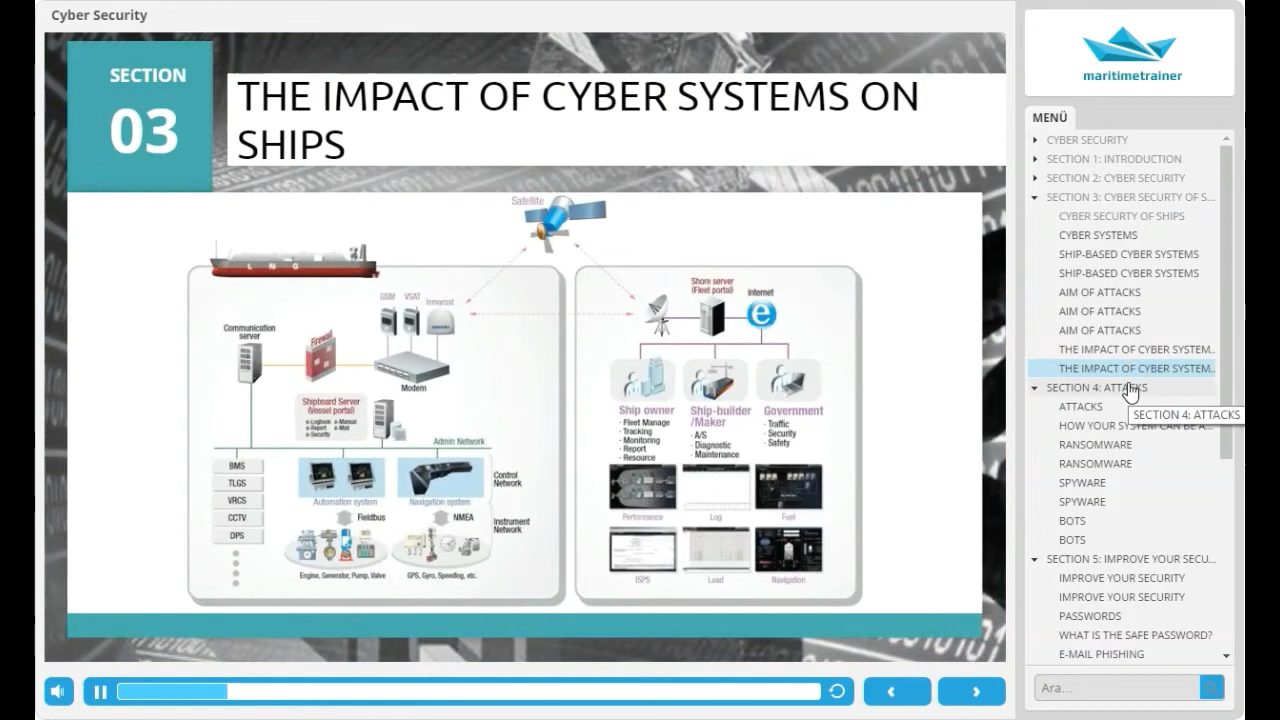 Cyber Security
SECTION
03
THE IMPACT OF CYBER SYSTEMS ON
SHIPS
Satellite
LNG
GSM VSAT Inmarsat
Communication
server
Firewall
Modem
Shipboard Server
(Vessel portal)
e-Logbook e-Manual
e-Report e-Mail
e-Security
Admin Network
BMS
TLGS
VRCS
CCTV
DPS
Automation system
Navigation system
Control
Network
Fieldbus
NMEA
Instrument
Network
Engine, Generator, Pump, Valve
GPS, Gyro, Speedlog, etc.
Shore server
(Fleet portal)
Internet
Ship owner
· Fleet Manage
· Tracking
· Monitoring
· Report
· Resource
Ship-builder
/Maker
· A/S
· Diagnostic
· Maintenance
Government
· Traffic
· Security
· Safety
Performance
Log
Fuel
ISPS
Load
Navigation
maritimetrainer
MENÜ
CYBER SECURITY
SECTION 1: INTRODUCTION
SECTION 2: CYBER SECURITY
SECTION 3: CYBER SECURTY OF S...
CYBER SECURTY OF SHIPS
CYBER SYSTEMS
SHIP-BASED CYBER SYSTEMS
SHIP-BASED CYBER SYSTEMS
AIM OF ATTACKS
AIM OF ATTACKS
AIM OF ATTACKS
THE IMPACT OF CYBER SYSTEM...
THE IMPACT OF CYBER SYSTEM...
SECTION 4: ATTACKS
ATTACKS
SECTION 4: ATTACKS
HOW YOUR SYSTEM CAN BE A...
RANSOMWARE
RANSOMWARE
SPYWARE
SPYWARE
BOTS
BOTS
SECTION 5: IMPROVE YOUR SECU...
IMPROVE YOUR SECURITY
IMPROVE YOUR SECURITY
PASSWORDS
WHAT IS THE SAFE PASSWORD?
E-MAIL PHISHING
Ara...